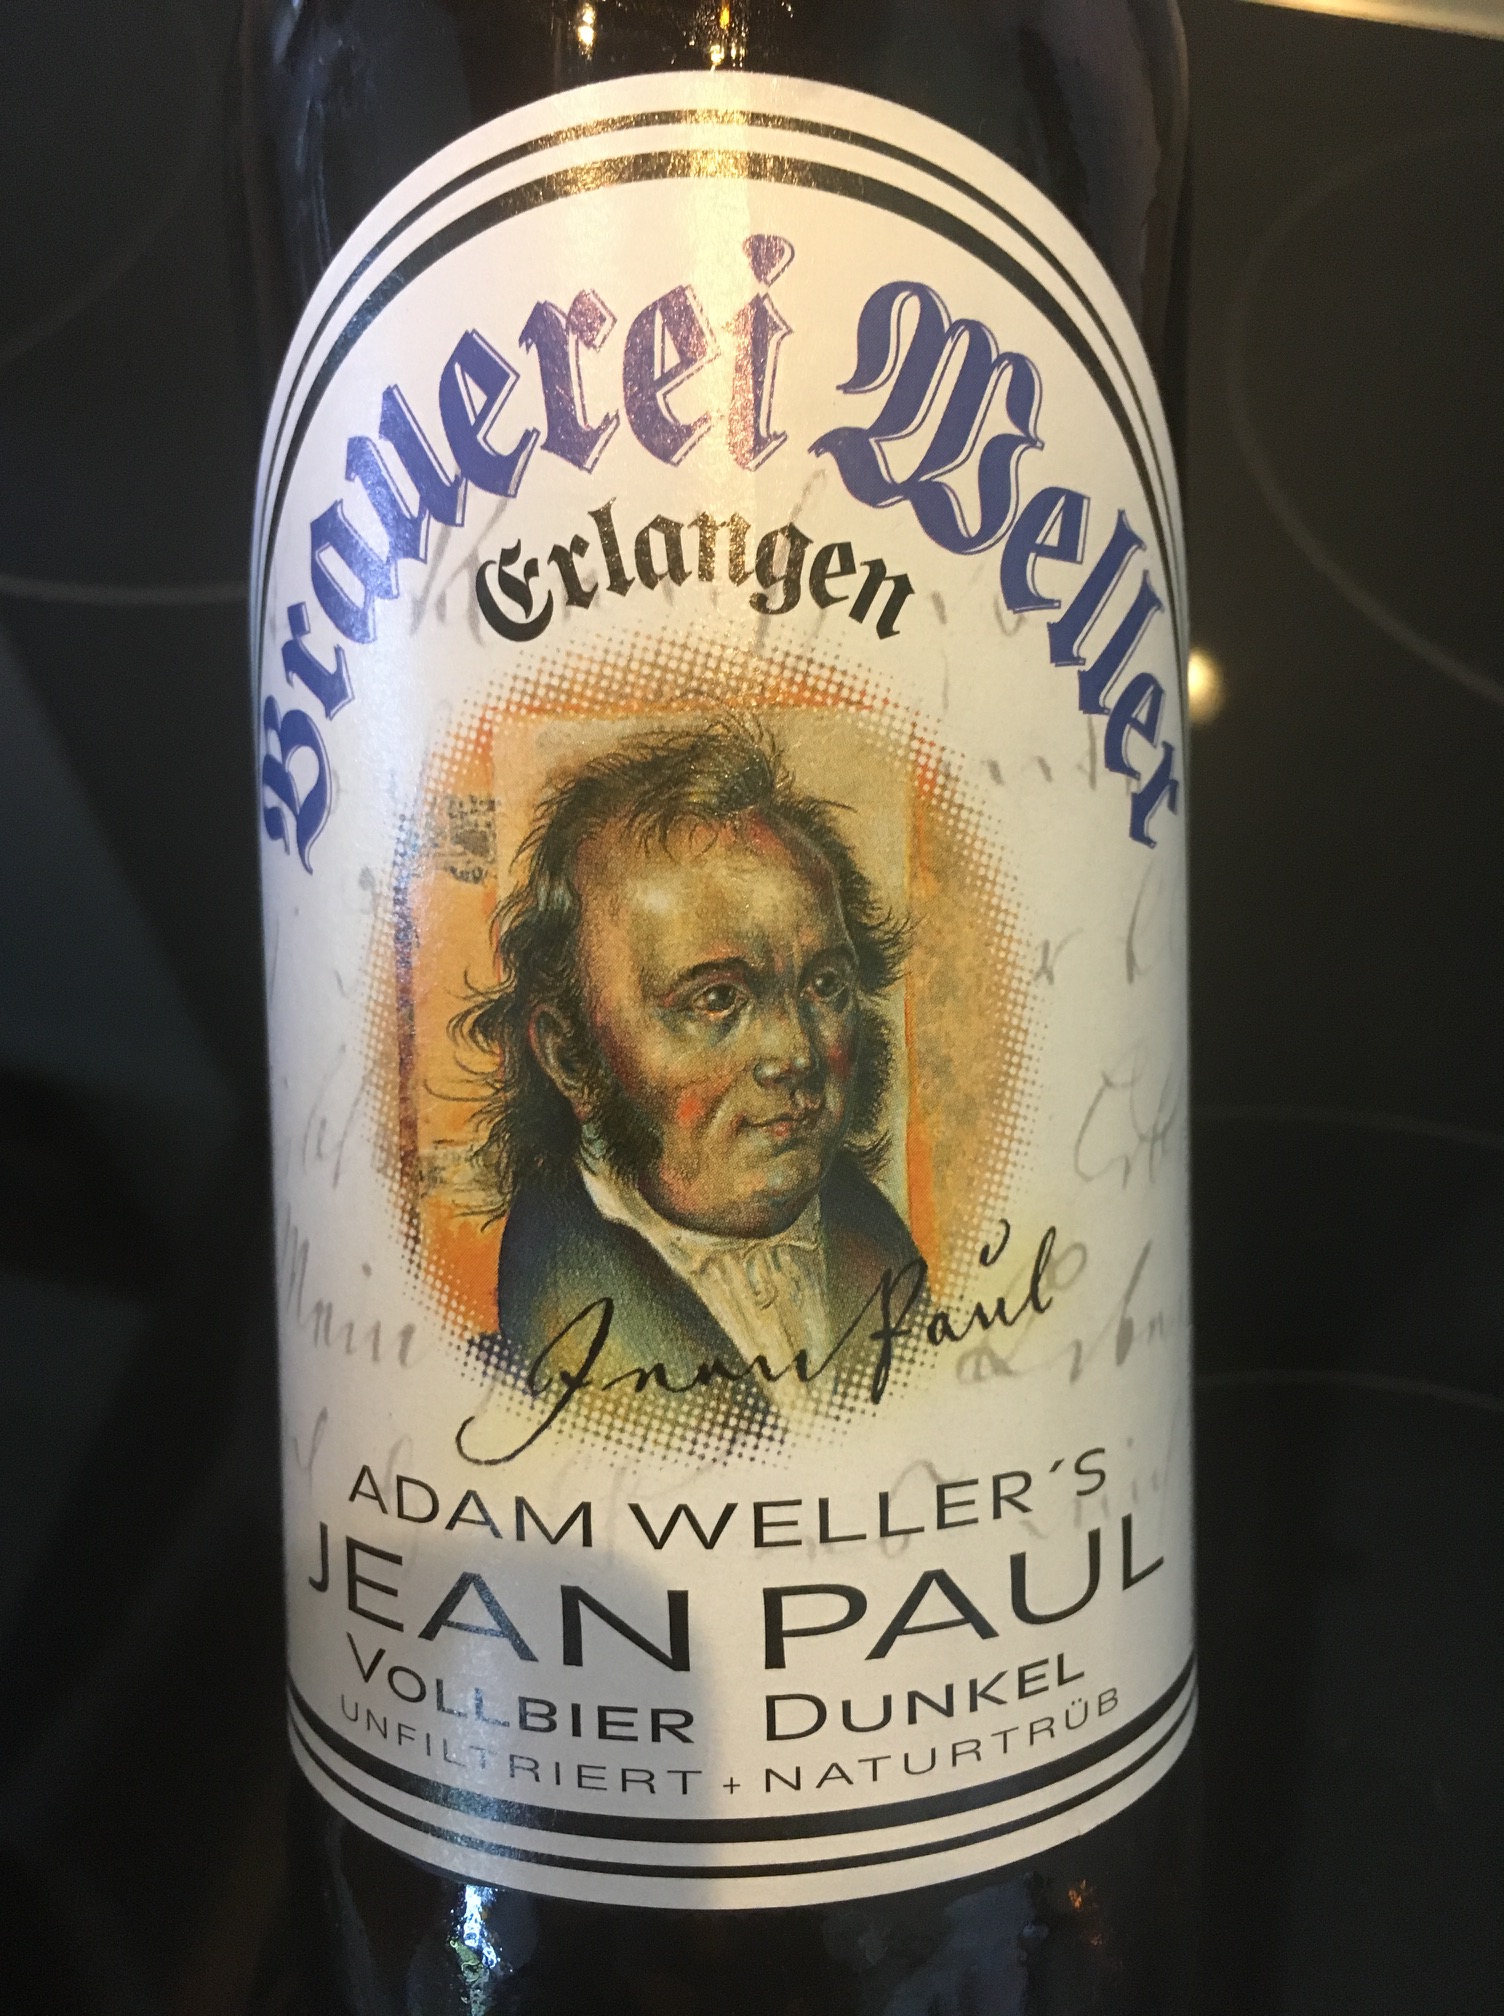 Brauerei Weller
Erlangen
Jean Paul
ADAM WELLER´S
JEAN PAUL
VOLLBIER DUNKEL
UNFILTRIERT + NATURTRÜB